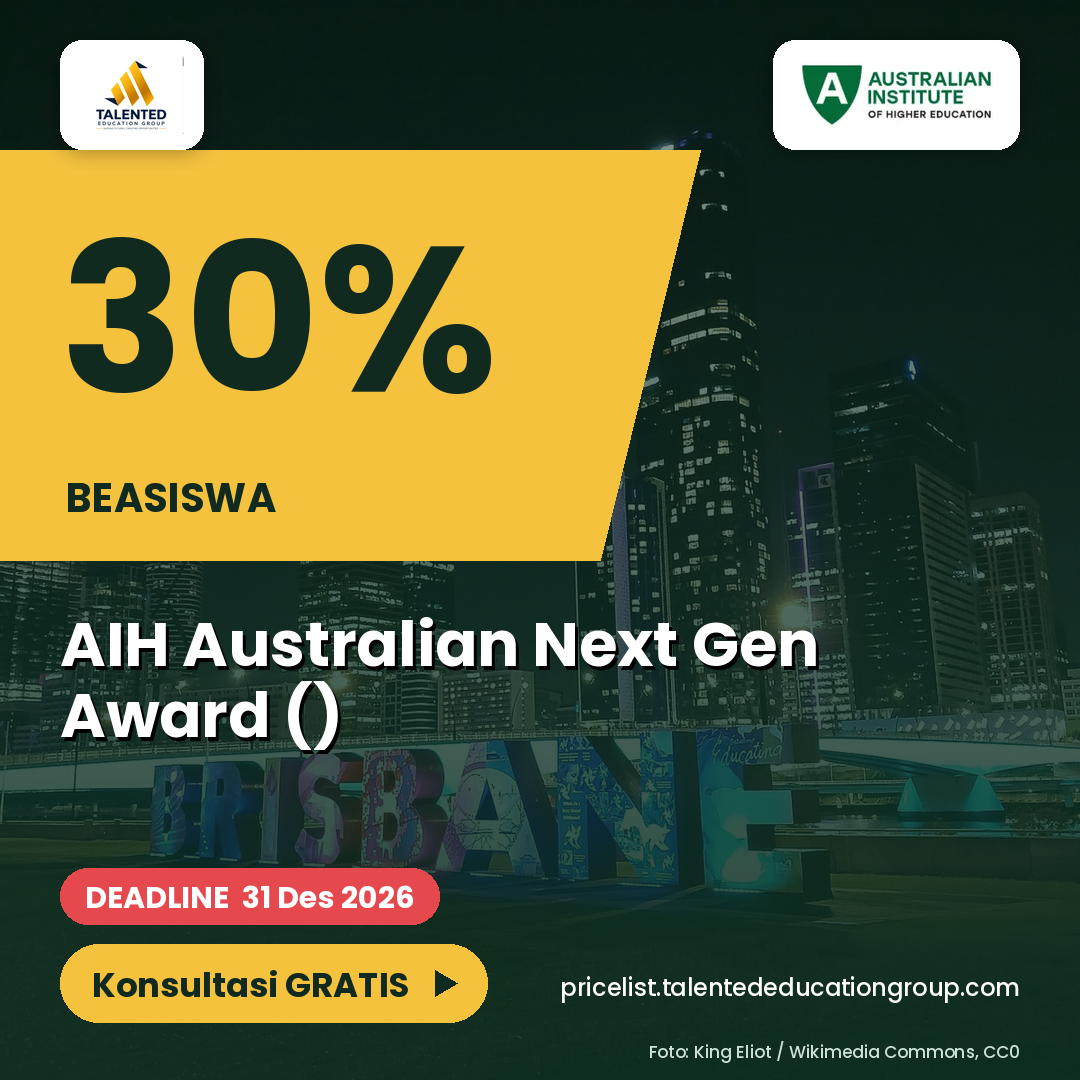 TALENTED
EDUCATION GROUP
AUSTRALIAN
INSTITUTE
OF HIGHER EDUCATION
30%
BEASISWA
AIH Australian Next Gen
Award ()
Educating
BRISBANE
DEADLINE 31 Des 2026
Konsultasi GRATIS
pricelist.talentededucationgroup.com
Foto: King Eliot / Wikimedia Commons, CC0